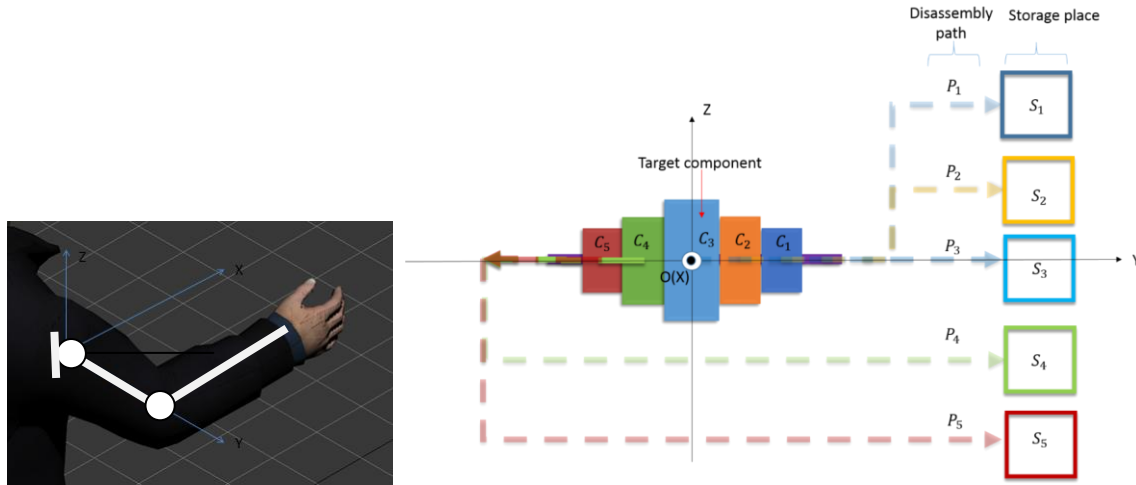 Z
X
Y
Disassembly
path
Storage place
P₁
S₁
Z
Target component
P₂
S₂
C₅
C₄
C₃
C₂
C₁
P₃
S₃
O(X)
Y
P₄
S₄
P₅
S₅